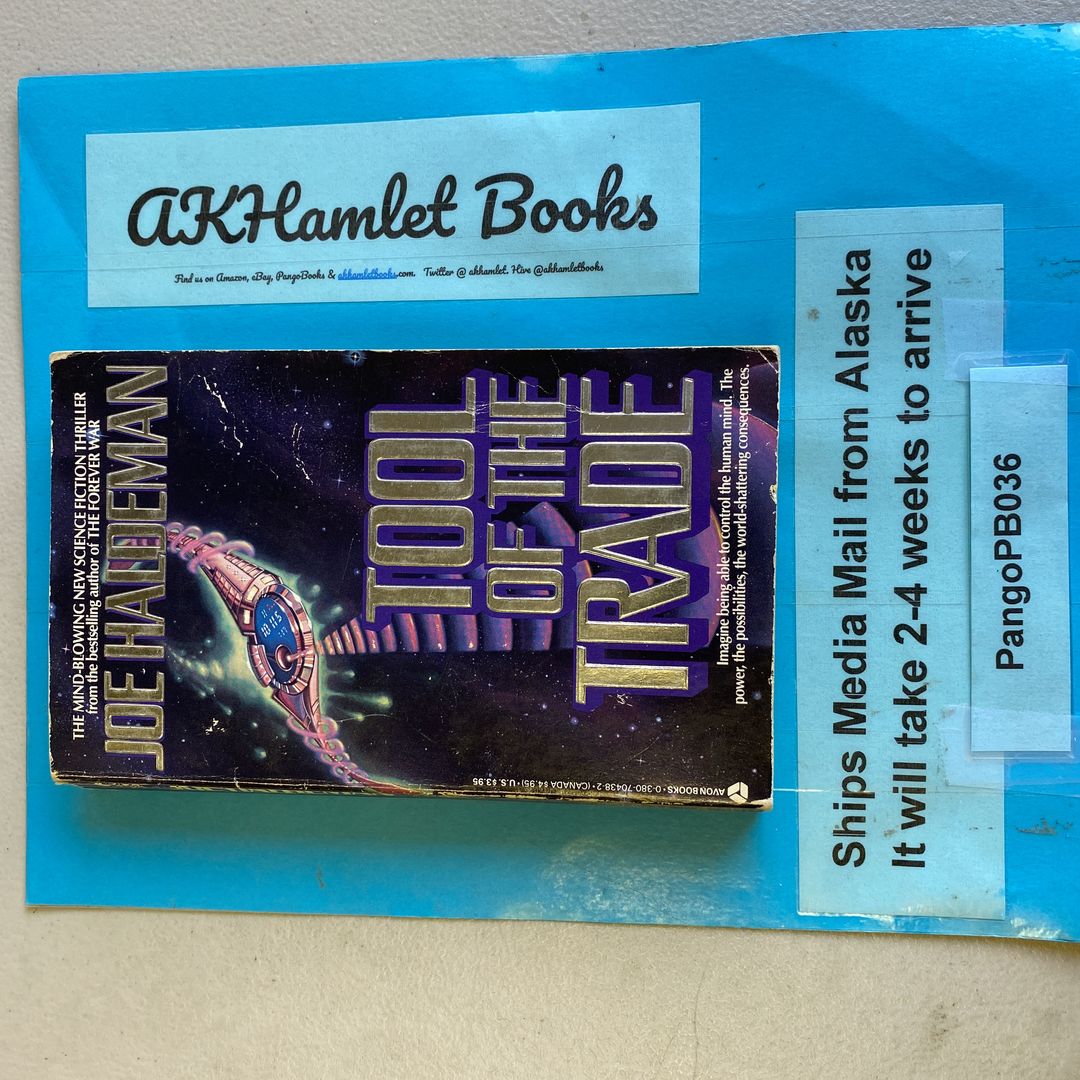 AKHamlet Books
Find us on Amazon, eBay, PangoBooks & akhamletbooks.com. Twitter @ akhamlet. Hive @akhamletbooks
THE MIND-BLOWING NEW SCIENCE FICTION THRILLER
from the bestselling author of THE FOREVER WAR
JOE HALDEMAN
TOOL
OF THE
TRADE
Imagine being able to control the human mind. The
power, the possibilities, the world-shattering consequences.
AVON BOOKS • 0-380-70438-2 • (CANADA $4.95) • U.S. $3.95
Ships Media Mail from Alaska
It will take 2-4 weeks to arrive
PangoPB036